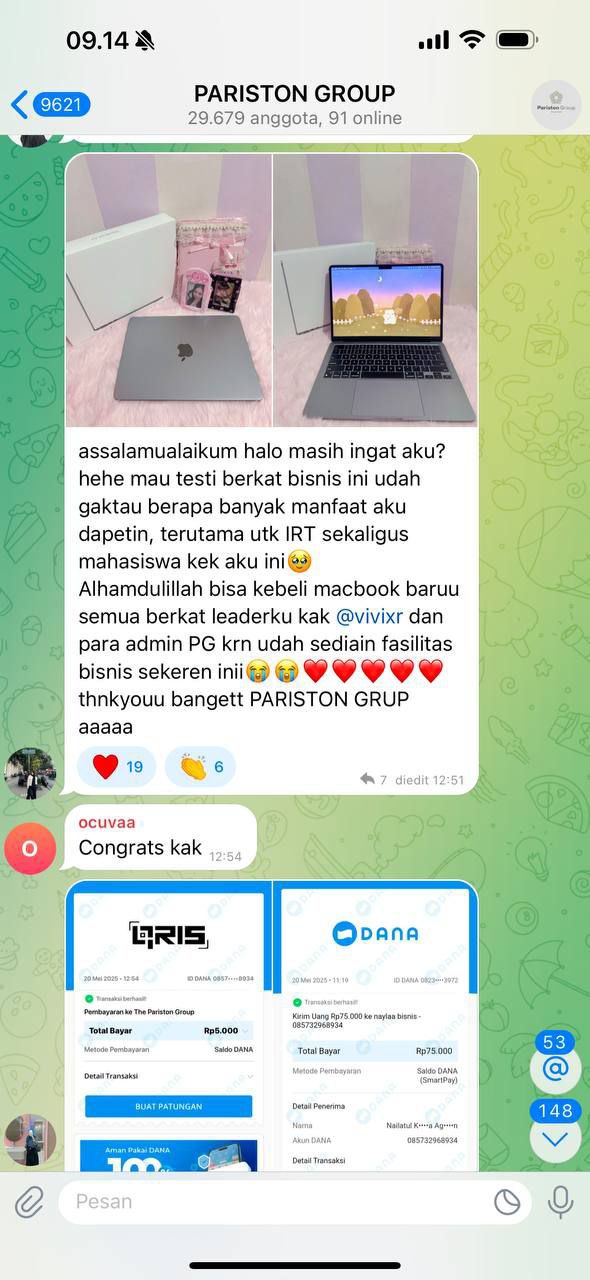 09.14
9621
PARISTON GROUP
29.679 anggota, 91 online
Pariston Group
assalamualaikum halo masih ingat aku?
hehe mau testi berkat bisnis ini udah
gaktau berapa banyak manfaat aku
dapetin, terutama utk IRT sekaligus
mahasiswa kek aku ini🥹
Alhamdulillah bisa kebeli macbook baruu
semua berkat leaderku kak @vivixr dan
para admin PG krn udah sediain fasilitas
bisnis sekeren inii😭😭❤️❤️❤️❤️❤️
thnkyouu bangett PARISTON GRUP
aaaaa
❤️ 19 👏 6
7 diedit 12:51
O
ocuvaa
Congrats kak 12:54
QRIS
20 Mei 2025 • 12:54 ID DANA 0857••••8934
Transaksi berhasil!
Pembayaran ke The Pariston Group
Total Bayar Rp5.000
Metode Pembayaran Saldo DANA
Detail Transaksi
BUAT PATUNGAN
Aman Pakai DANA
100%
DANA
20 Mei 2025 • 11:19 ID DANA 0823••••3972
Transaksi berhasil!
Kirim Uang Rp75.000 ke naylaa bisnis -
085732968934
Total Bayar Rp75.000
Metode Pembayaran Saldo DANA
(SmartPay)
Detail Penerima
Nama Nailatul K••••a Ag••••n
Akun DANA 085732968934
Detail Transaksi
53
@
148
Pesan